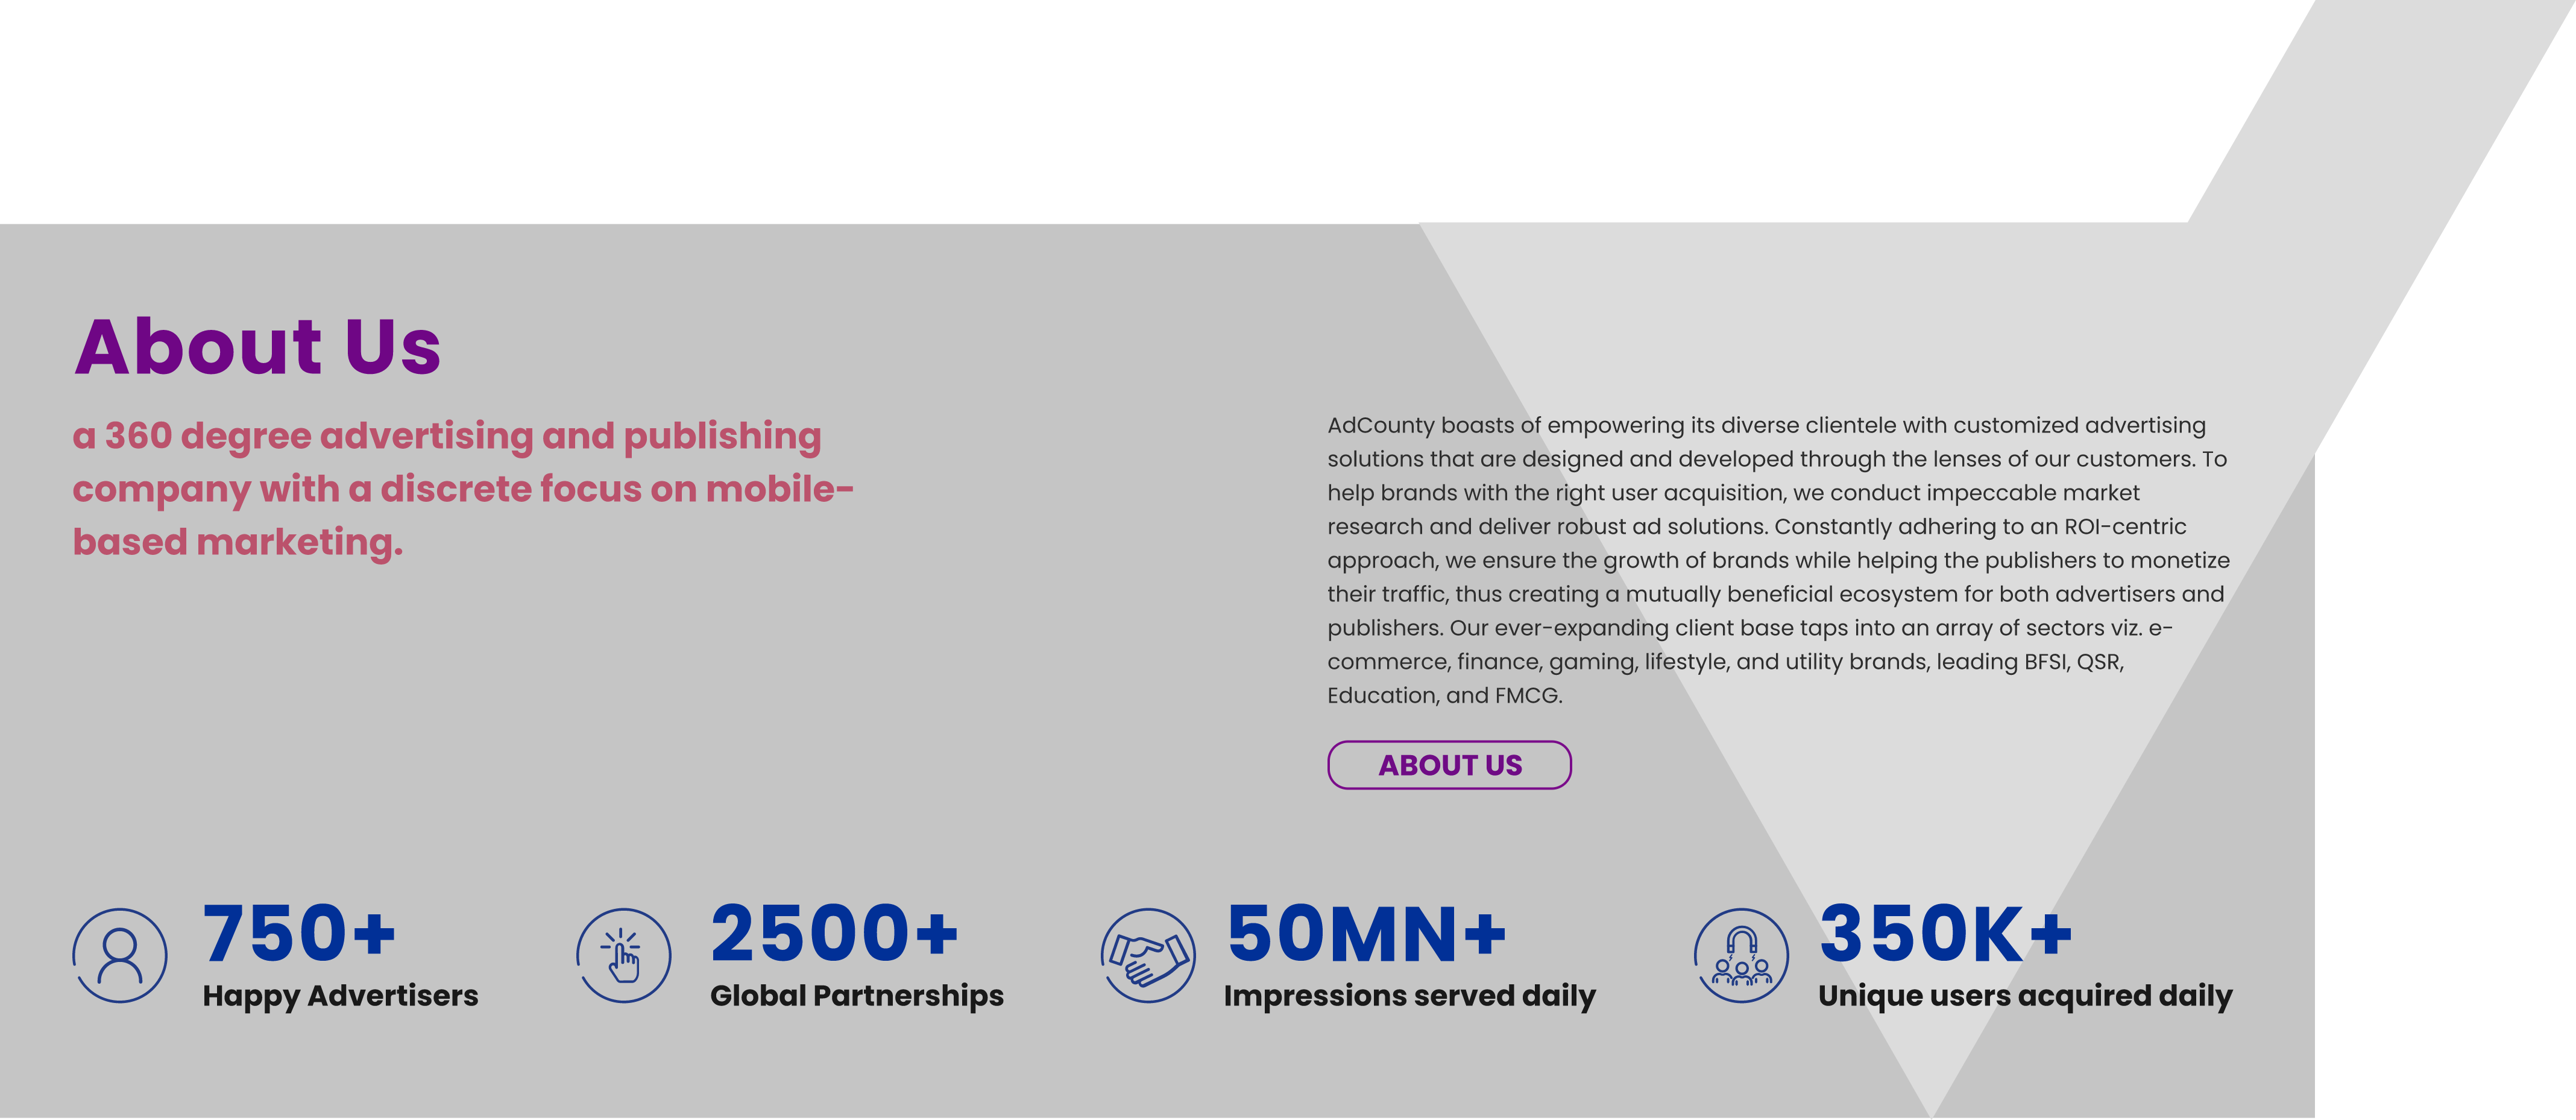 About Us
a 360 degree advertising and publishing
company with a discrete focus on mobile-
based marketing.
AdCounty boasts of empowering its diverse clientele with customized advertising
solutions that are designed and developed through the lenses of our customers. To
help brands with the right user acquisition, we conduct impeccable market
research and deliver robust ad solutions. Constantly adhering to an ROI-centric
approach, we ensure the growth of brands while helping the publishers to monetize
their traffic, thus creating a mutually beneficial ecosystem for both advertisers and
publishers. Our ever-expanding client base taps into an array of sectors viz. e-
commerce, finance, gaming, lifestyle, and utility brands, leading BFSI, QSR,
Education, and FMCG.
ABOUT US
750+
Happy Advertisers
2500+
Global Partnerships
50MN+
Impressions served daily
350K+
Unique users acquired daily